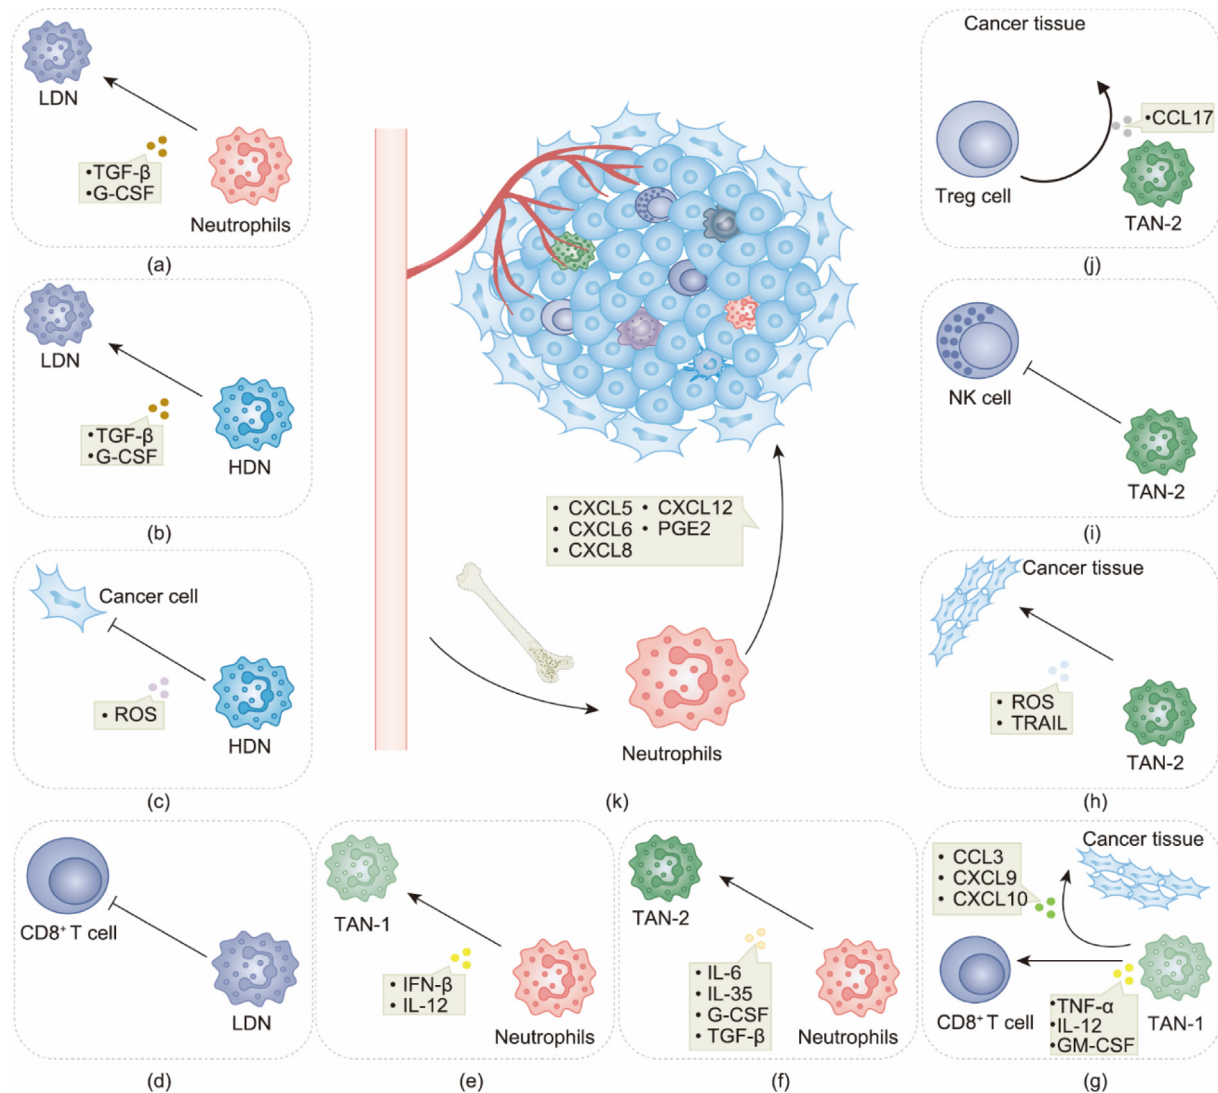 LDN
• TGF-β
• G-CSF
Neutrophils
(a)
LDN
• TGF-β
• G-CSF
HDN
(b)
Cancer cell
• ROS
HDN
(c)
CD8⁺ T cell
LDN
(d)
TAN-1
• IFN-β
• IL-12
Neutrophils
(e)
TAN-2
• IL-6
• IL-35
• G-CSF
• TGF-β
Neutrophils
(f)
• CCL3
• CXCL9
• CXCL10
Cancer tissue
CD8⁺ T cell
• TNF-α
• IL-12
• GM-CSF
TAN-1
(g)
Cancer tissue
• ROS
• TRAIL
TAN-2
(h)
NK cell
TAN-2
(i)
Cancer tissue
• CCL17
Treg cell
TAN-2
(j)
• CXCL5 • CXCL12
• CXCL6 • PGE2
• CXCL8
Neutrophils
(k)